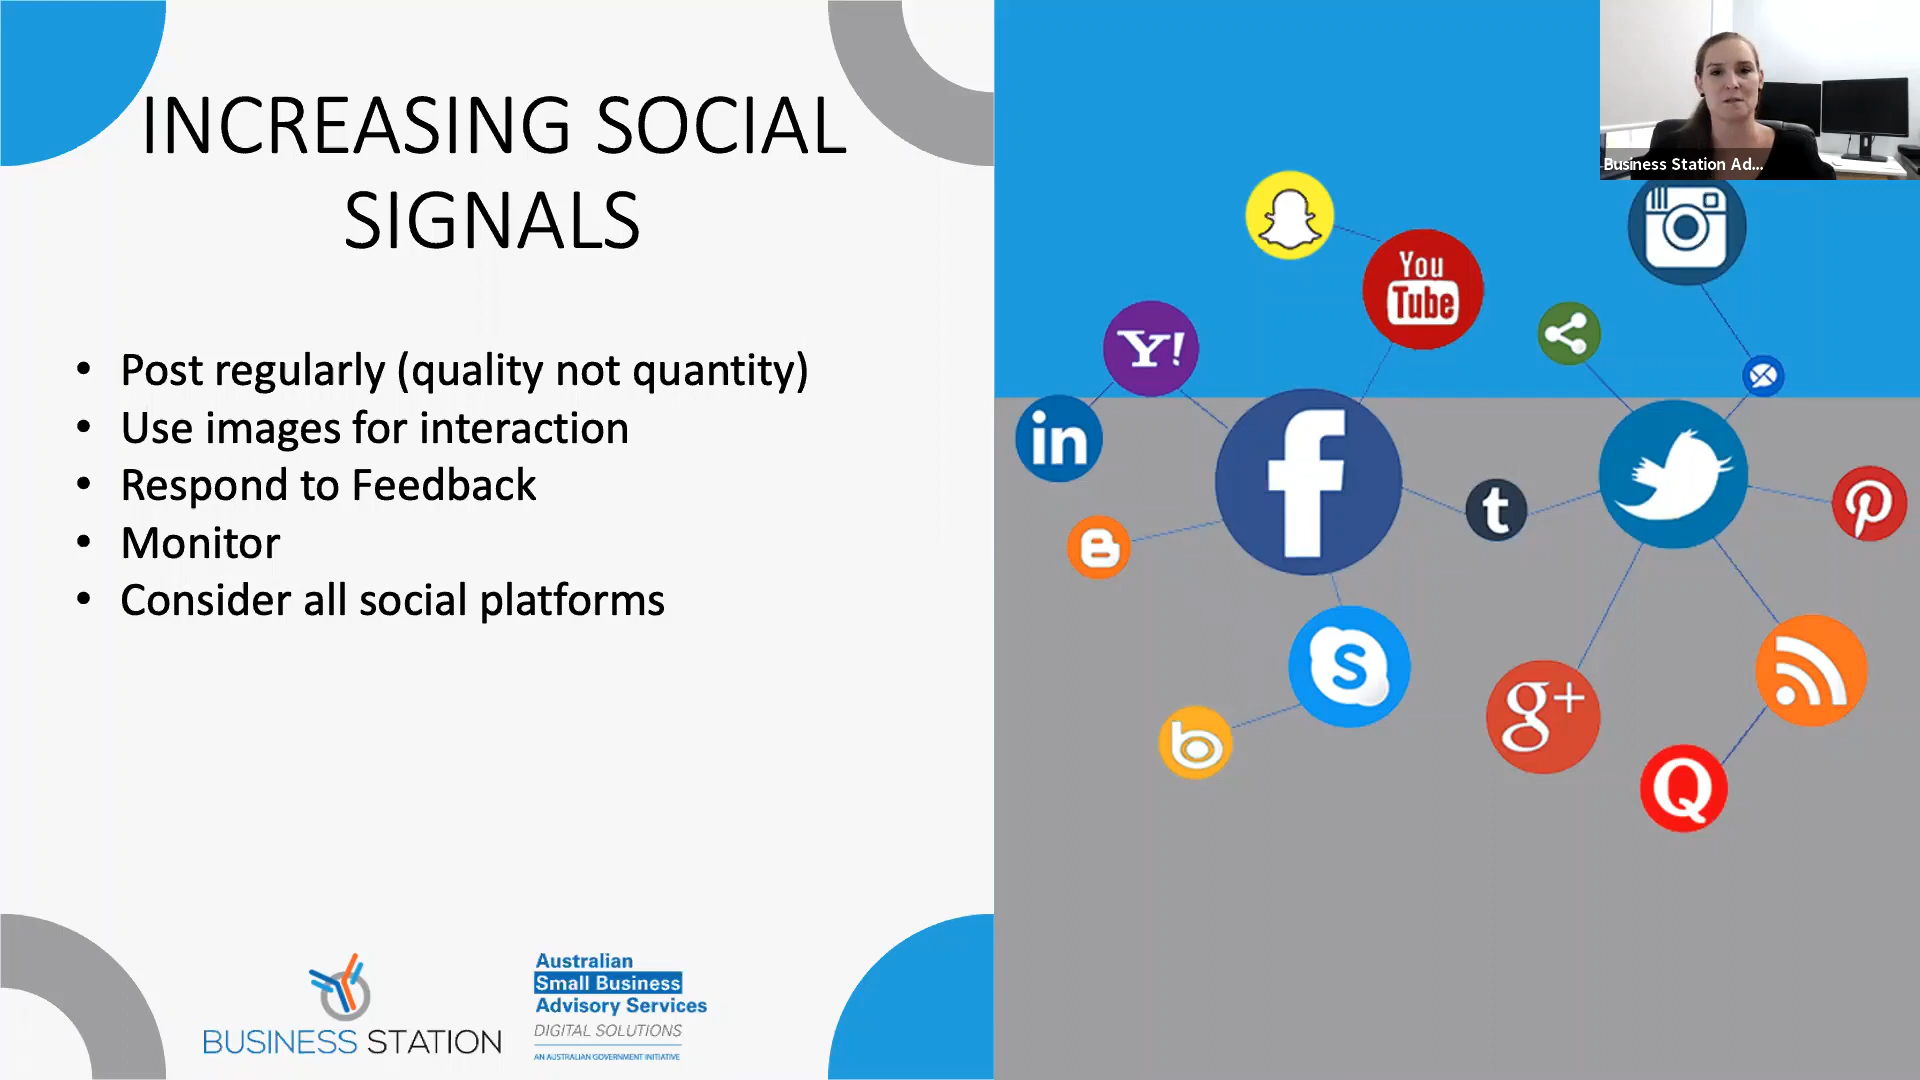 INCREASING SOCIAL
SIGNALS
• Post regularly (quality not quantity)
• Use images for interaction
• Respond to Feedback
• Monitor
• Consider all social platforms
BUSINESS STATION
Australian
Small Business
Advisory Services
DIGITAL SOLUTIONS
AN AUSTRALIAN GOVERNMENT INITIATIVE
Business Station Ad...
You
Tube
Y!
in
f
t
B
S
b
g+
Q